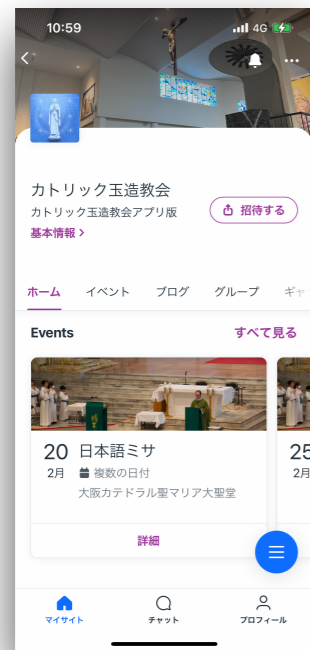 10:59
4G
カトリック玉造教会
カトリック玉造教会アプリ版
招待する
基本情報
ホーム イベント ブログ グループ ギャ
Events すべて見る
20 日本語ミサ 25
2月 複数の日付 2月
大阪カテドラル聖マリア大聖堂
詳細
マイサイト チャット プロフィール